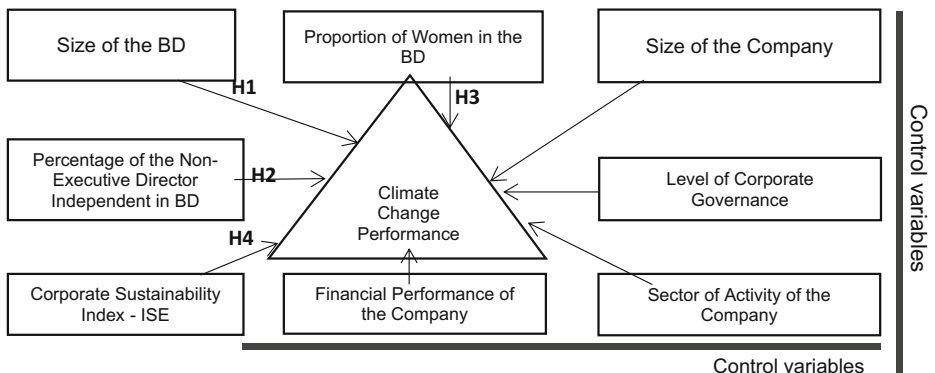 Size of the BD
Proportion of Women in the
BD
Size of the Company
H1
H3
Percentage of the Non-
Executive Director
Independent in BD
H2
Climate
Change
Performance
Level of Corporate
Governance
H4
Corporate Sustainability
Index - ISE
Financial Performance of
the Company
Sector of Activity of the
Company
Control variables
Control variables